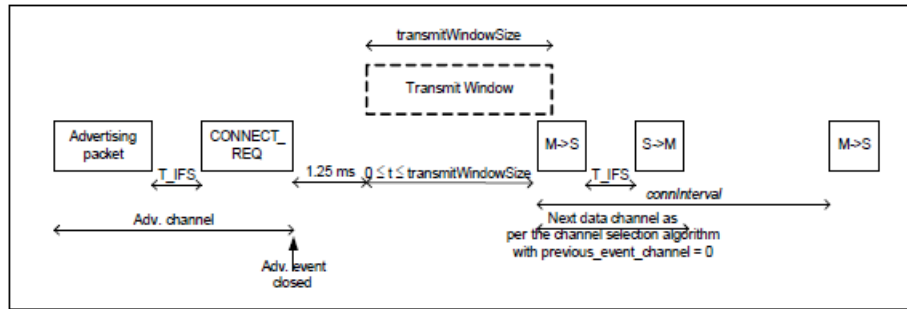 transmitWindowSize
Transmit Window
Advertising
packet
CONNECT_
REQ
M->S
S->M
M->S
T_IFS
1.25 ms
0 ≤ t ≤ transmitWindowSize
T_IFS
connInterval
Adv. channel
Next data channel as
per the channel selection algorithm
with previous_event_channel = 0
Adv. event
closed